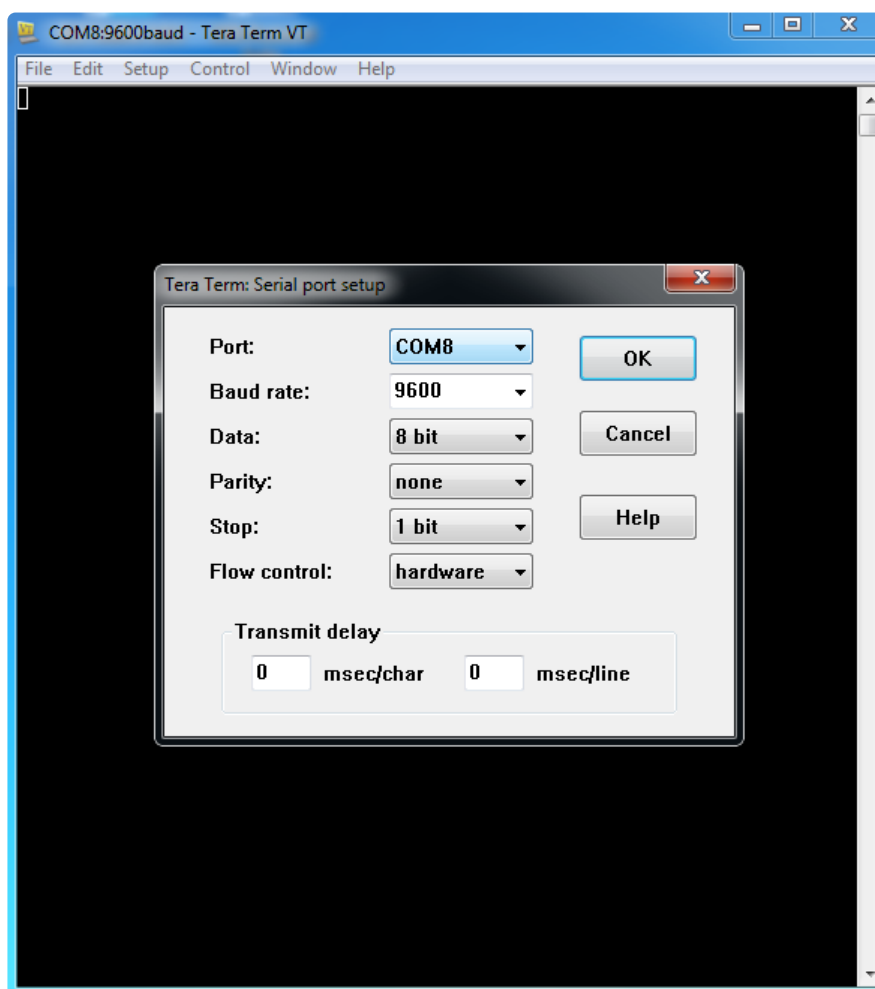 COM8:9600baud - Tera Term VT
File Edit Setup Control Window Help
Tera Term: Serial port setup
Port: COM8
OK
Baud rate: 9600
Data: 8 bit
Cancel
Parity: none
Stop: 1 bit
Help
Flow control: hardware
Transmit delay
0 msec/char 0 msec/line